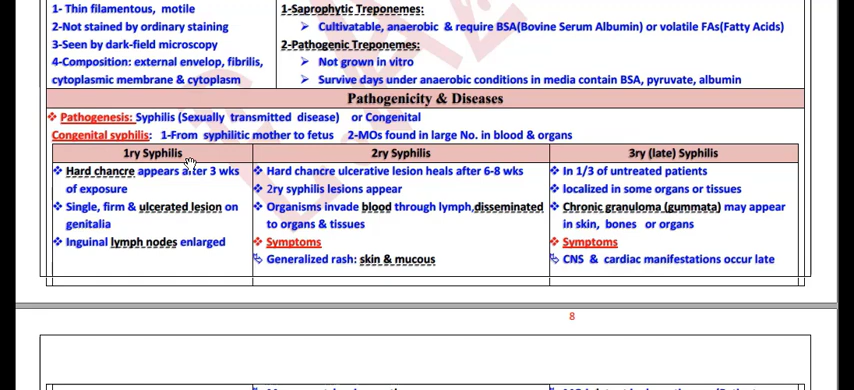 1- Thin filamentous, motile
2-Not stained by ordinary staining
3-Seen by dark-field microscopy
4-Composition: external envelop, fibrilis,
cytoplasmic membrane & cytoplasm
1-Saprophytic Treponemes:
➢ Cultivatable, anaerobic & require BSA(Bovine Serum Albumin) or volatile FAs(Fatty Acids)
2-Pathogenic Treponemes:
➢ Not grown in vitro
➢ Survive days under anaerobic conditions in media contain BSA, pyruvate, albumin
Pathogenicity & Diseases
❖ Pathogenesis: Syphilis (Sexually transmitted disease) or Congenital
Congenital syphilis: 1-From syphilitic mother to fetus 2-MOs found in large No. in blood & organs
1ry Syphilis
❖ Hard chancre appears after 3 wks
of exposure
❖ Single, firm & ulcerated lesion on
genitalia
❖ Inguinal lymph nodes enlarged
2ry Syphilis
❖ Hard chancre ulcerative lesion heals after 6-8 wks
❖ 2ry syphilis lesions appear
❖ Organisms invade blood through lymph,disseminated
to organs & tissues
❖ Symptoms
Generalized rash: skin & mucous
3ry (late) Syphilis
❖ In 1/3 of untreated patients
❖ localized in some organs or tissues
❖ Chronic granuloma (gummata) may appear
in skin, bones or organs
❖ Symptoms
CNS & cardiac manifestations occur late
8